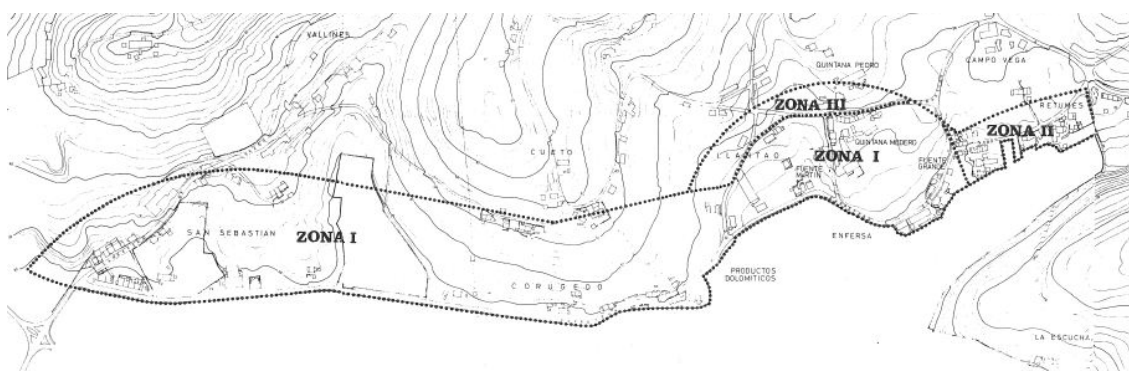 VALLINES
QUINTANA PEDRO
CAMPO VEGA
ZONA III
RETUMES
ZONA II
CUETO
LLANTAO
QUINTANA MADERO
ZONA I
FUENTE
MARTIN
FUENTE
GRANDE
SAN SEBASTIAN
ZONA I
ENFERSA
PRODUCTOS
DOLOMITICOS
CORUGEDO
LA ESCUCHA